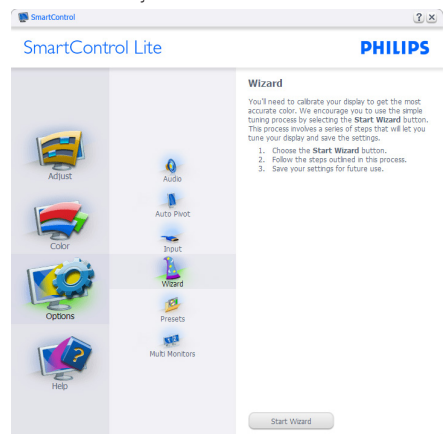 SmartControl
? ×
SmartControl Lite
PHILIPS
Adjust
Color
Options
Help
Audio
Auto Pivot
Input
Wizard
Presets
Multi Monitors
Wizard
You'll need to calibrate your display to get the most
accurate color. We encourage you to use the simple
tuning process by selecting the Start Wizard button.
This process involves a series of steps that will let you
tune your display and save the settings.
1. Choose the Start Wizard button.
2. Follow the steps outlined in this process.
3. Save your settings for future use.
Start Wizard